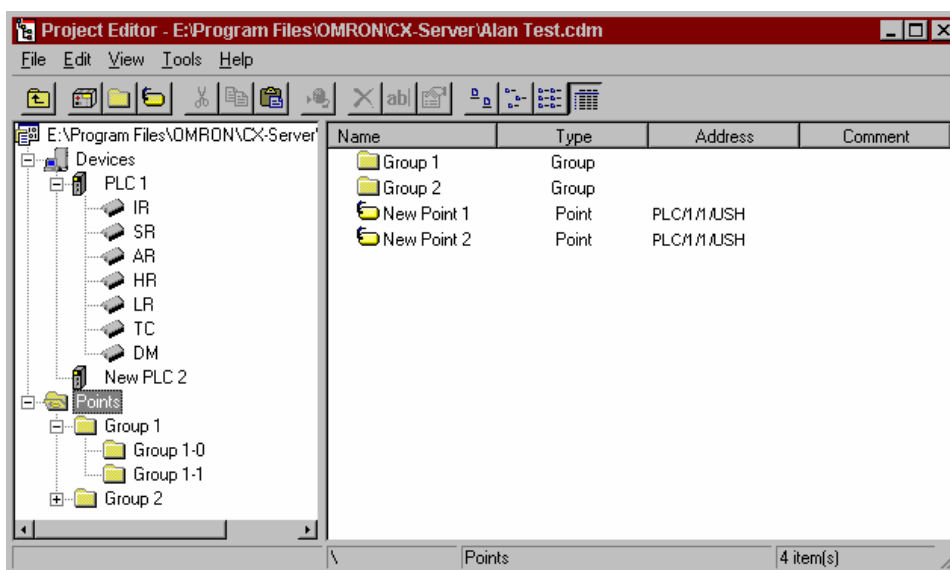 Project Editor - E:\Program Files\OMRON\CX-Server\Alan Test.cdm
File Edit View Tools Help
ab
E:\Program Files\OMRON\CX-Server'
Devices
PLC 1
IR
SR
AR
HR
LR
TC
DM
New PLC 2
Points
Group 1
Group 1-0
Group 1-1
Group 2
Name Type Address Comment
Group 1 Group
Group 2 Group
New Point 1 Point PLC/1/1/USH
New Point 2 Point PLC/1/1/USH
\ Points 4 item(s)